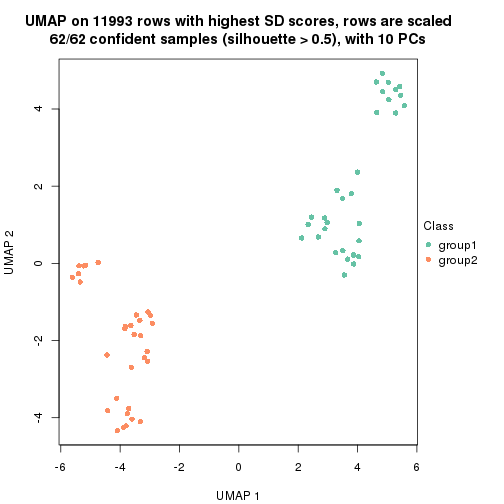 UMAP on 11993 rows with highest SD scores, rows are scaled
62/62 confident samples (silhouette > 0.5), with 10 PCs
4
2
0
-2
-4
UMAP 2
-6
-4
-2
0
2
4
6
UMAP 1
Class
group1
group2